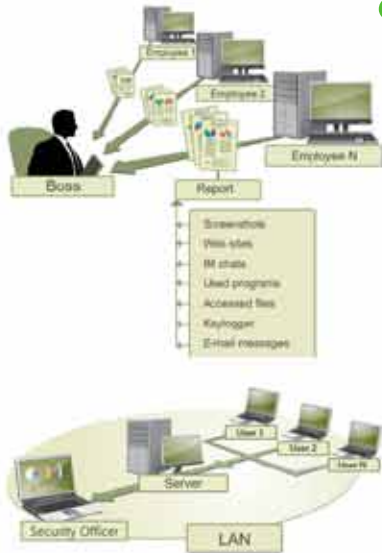 Employee 1
Employee 2
Employee N
Boss
Report
Screenshots
Web sites
IM chats
Used programs
Accessed files
Keylogger
E-mail messages
User 1
User 2
User N
Server
Security Officer
LAN